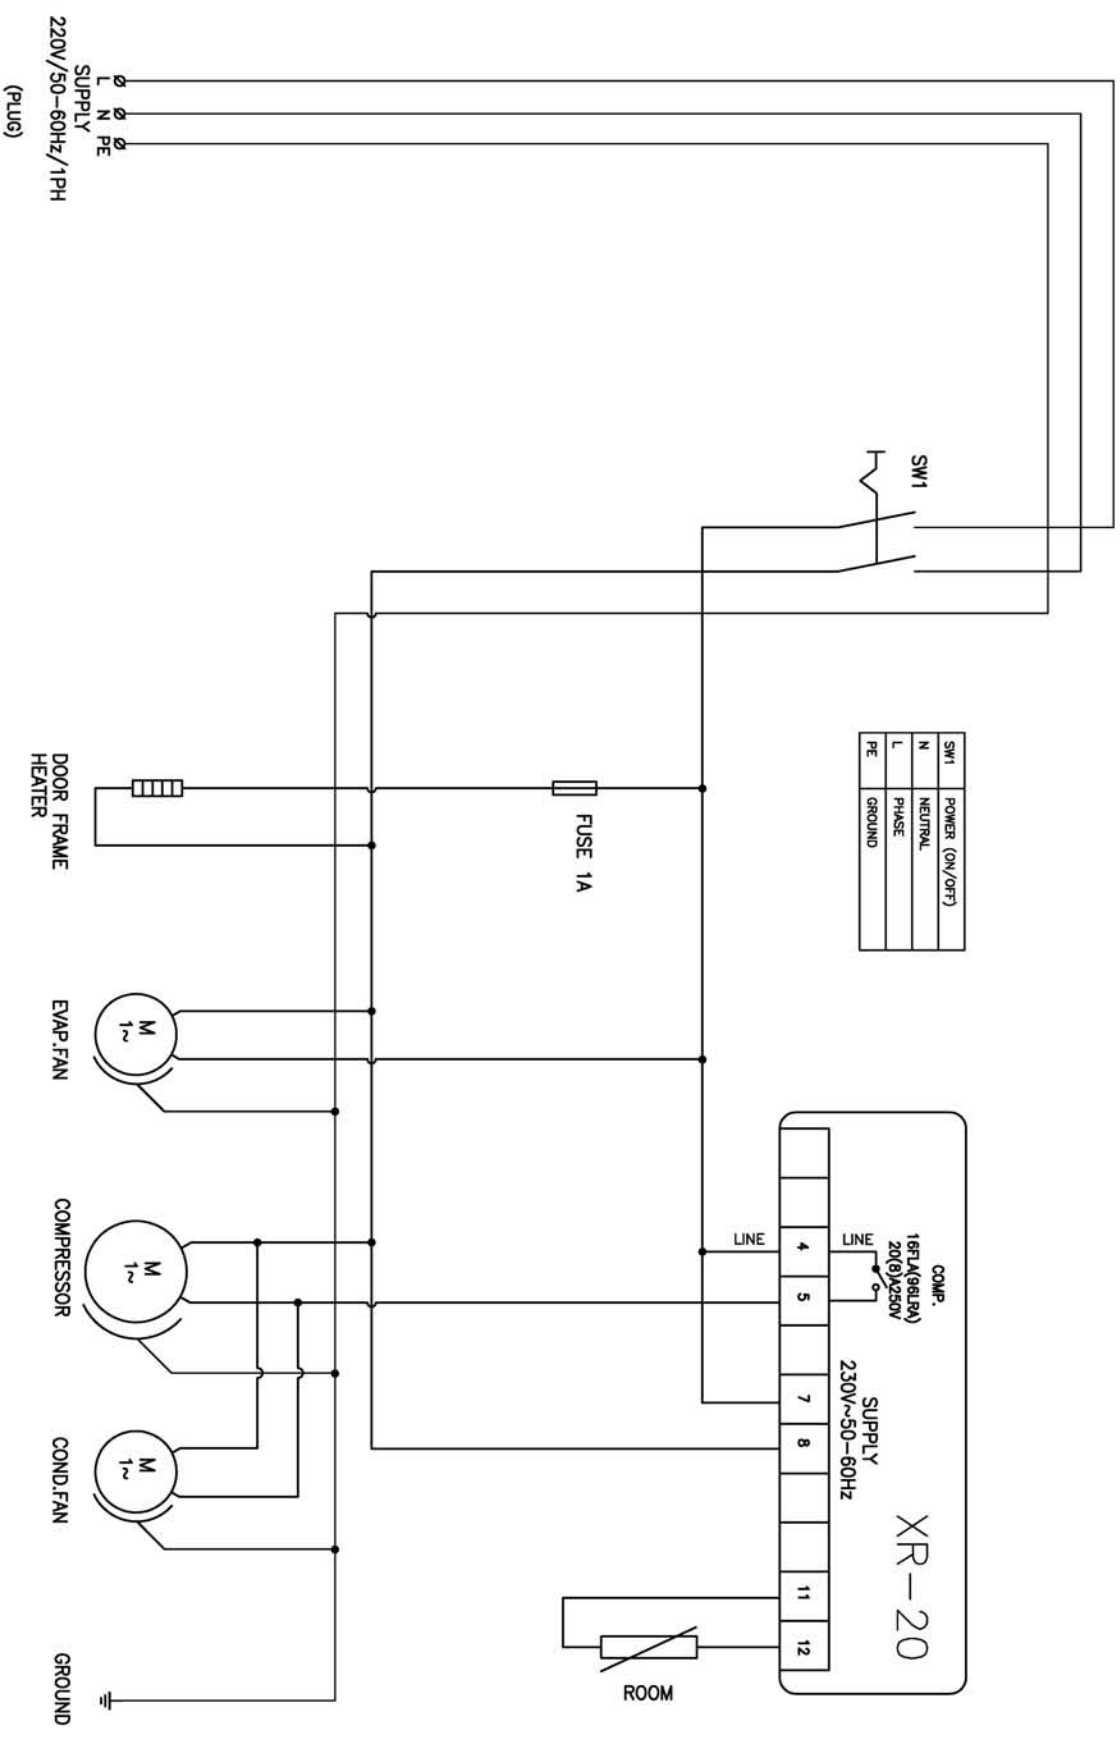 L
N
PE
SUPPLY
220V/50-60Hz/1PH
(PLUG)
SW1
SW1 POWER (ON/OFF)
N NEUTRAL
L PHASE
PE GROUND
FUSE 1A
DOOR FRAME
HEATER
M
1~
EVAP.FAN
M
1~
COMPRESSOR
M
1~
COND.FAN
GROUND
COMP.
16FLA(96LRA)
20(8)A250V
LINE
LINE
SUPPLY
230V~50-60Hz
XR-20
4
5
7
8
11
12
ROOM